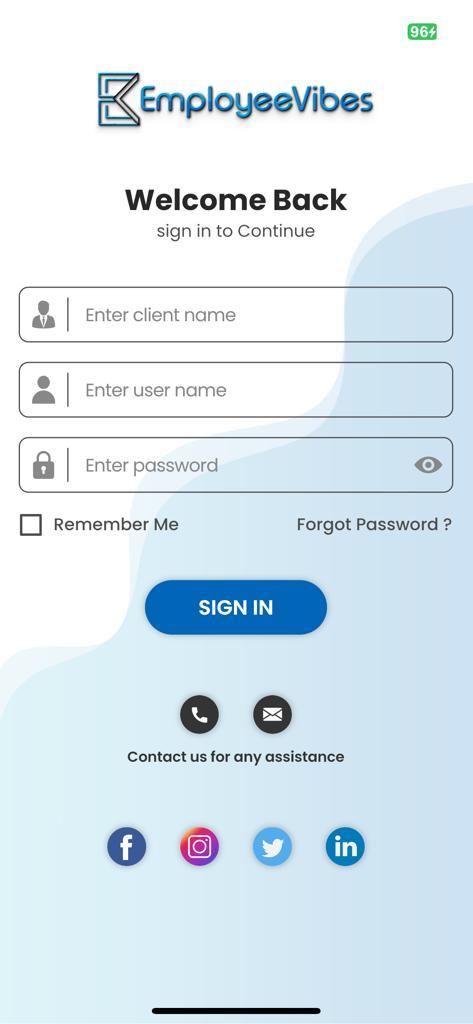 96
EmployeeVibes
Welcome Back
sign in to Continue
Enter client name
Enter user name
Enter password
Remember Me
Forgot Password ?
SIGN IN
Contact us for any assistance
f
in